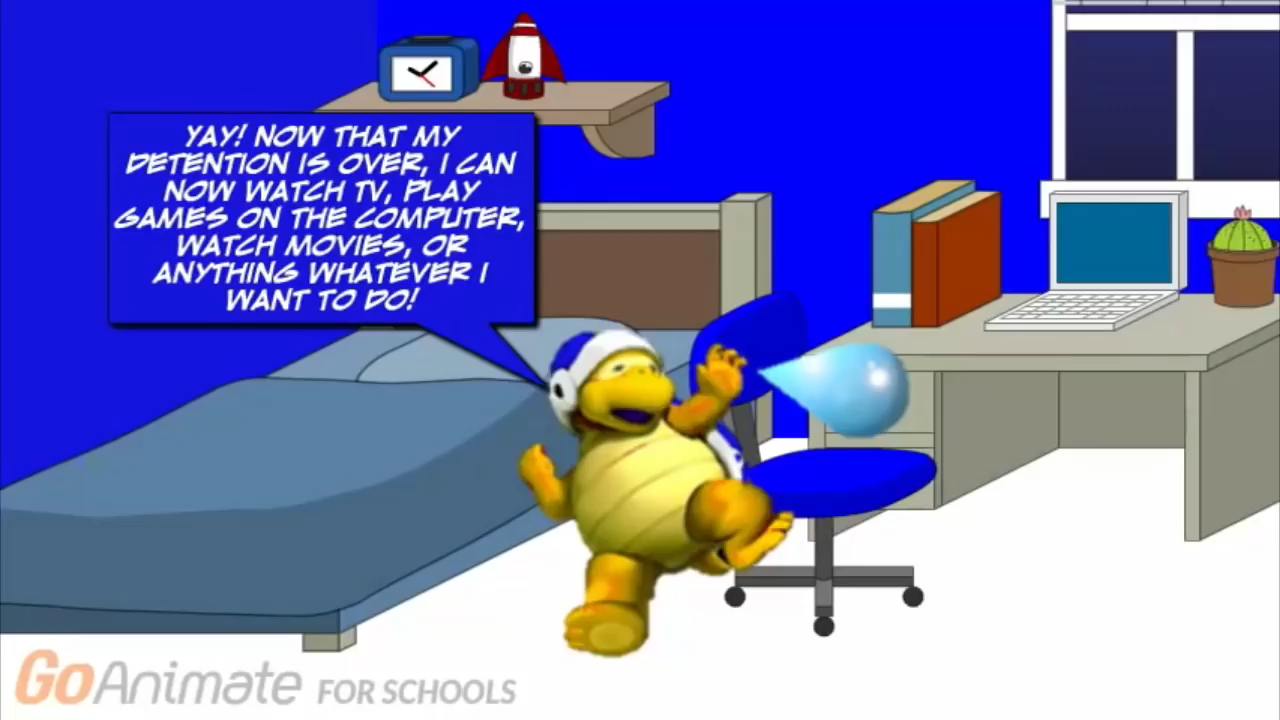 YAY! NOW THAT MY
DETENTION IS OVER, I CAN
NOW WATCH TV, PLAY
GAMES ON THE COMPUTER,
WATCH MOVIES, OR
ANYTHING WHATEVER I
WANT TO DO!
GoAnimate FOR SCHOOLS